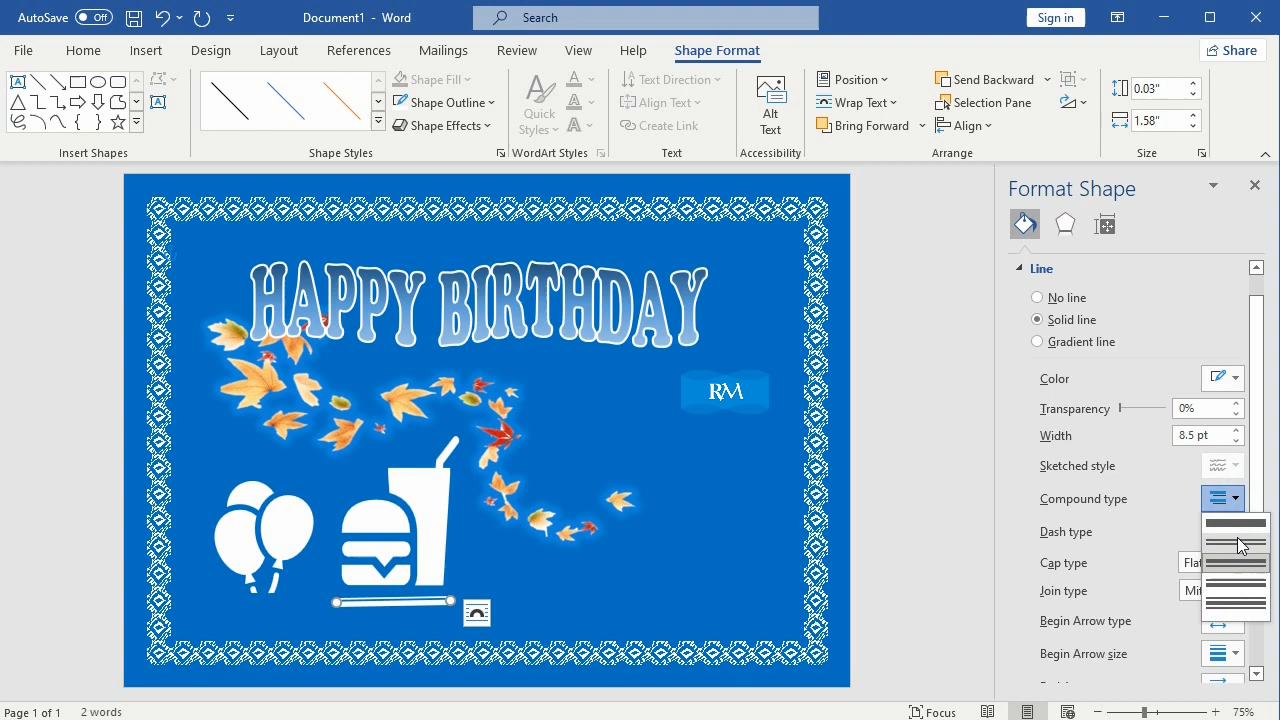 AutoSave Off Document1 - Word Search Sign in
File Home Insert Design Layout References Mailings Review View Help Shape Format Share
Shape Fill
Shape Outline
Shape Effects
Quick Styles
Text Direction
Align Text
Create Link
Alt Text
Position
Wrap Text
Bring Forward
Send Backward
Selection Pane
Align
0.03"
1.58"
Insert Shapes Shape Styles WordArt Styles Text Accessibility Arrange Size
HAPPY BIRTHDAY
RM
Format Shape
Line
No line
Solid line
Gradient line
Color
Transparency 0%
Width 8.5 pt
Sketched style
Compound type
Dash type
Cap type
Join type
Begin Arrow type
Begin Arrow size
Page 1 of 1 2 words Focus 75%